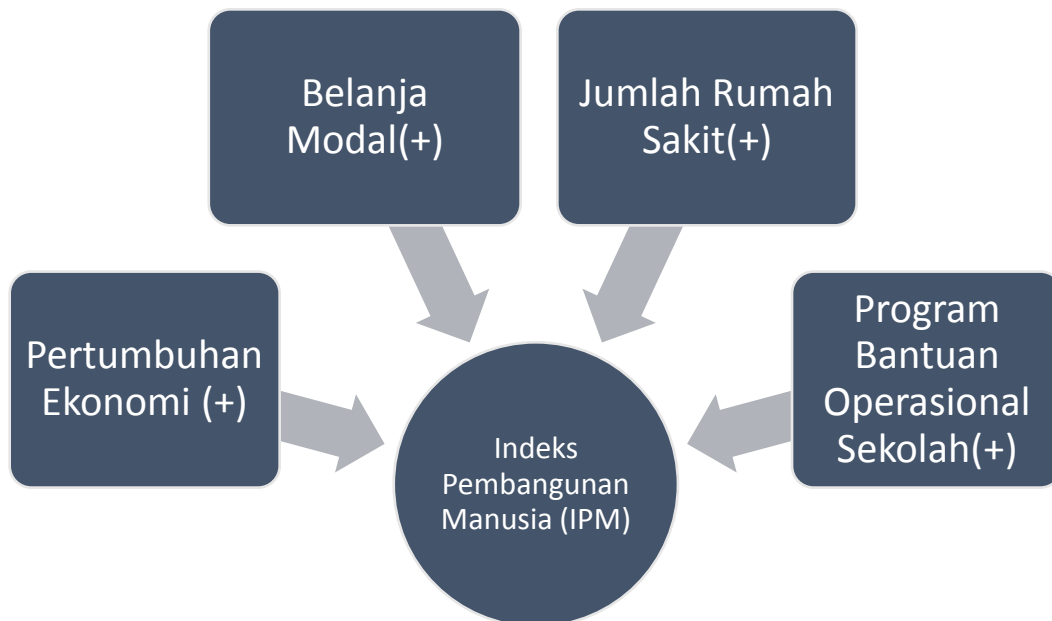 Belanja
Modal(+)
Jumlah Rumah
Sakit(+)
Pertumbuhan
Ekonomi (+)
Program
Bantuan
Operasional
Sekolah(+)
Indeks
Pembangunan
Manusia (IPM)